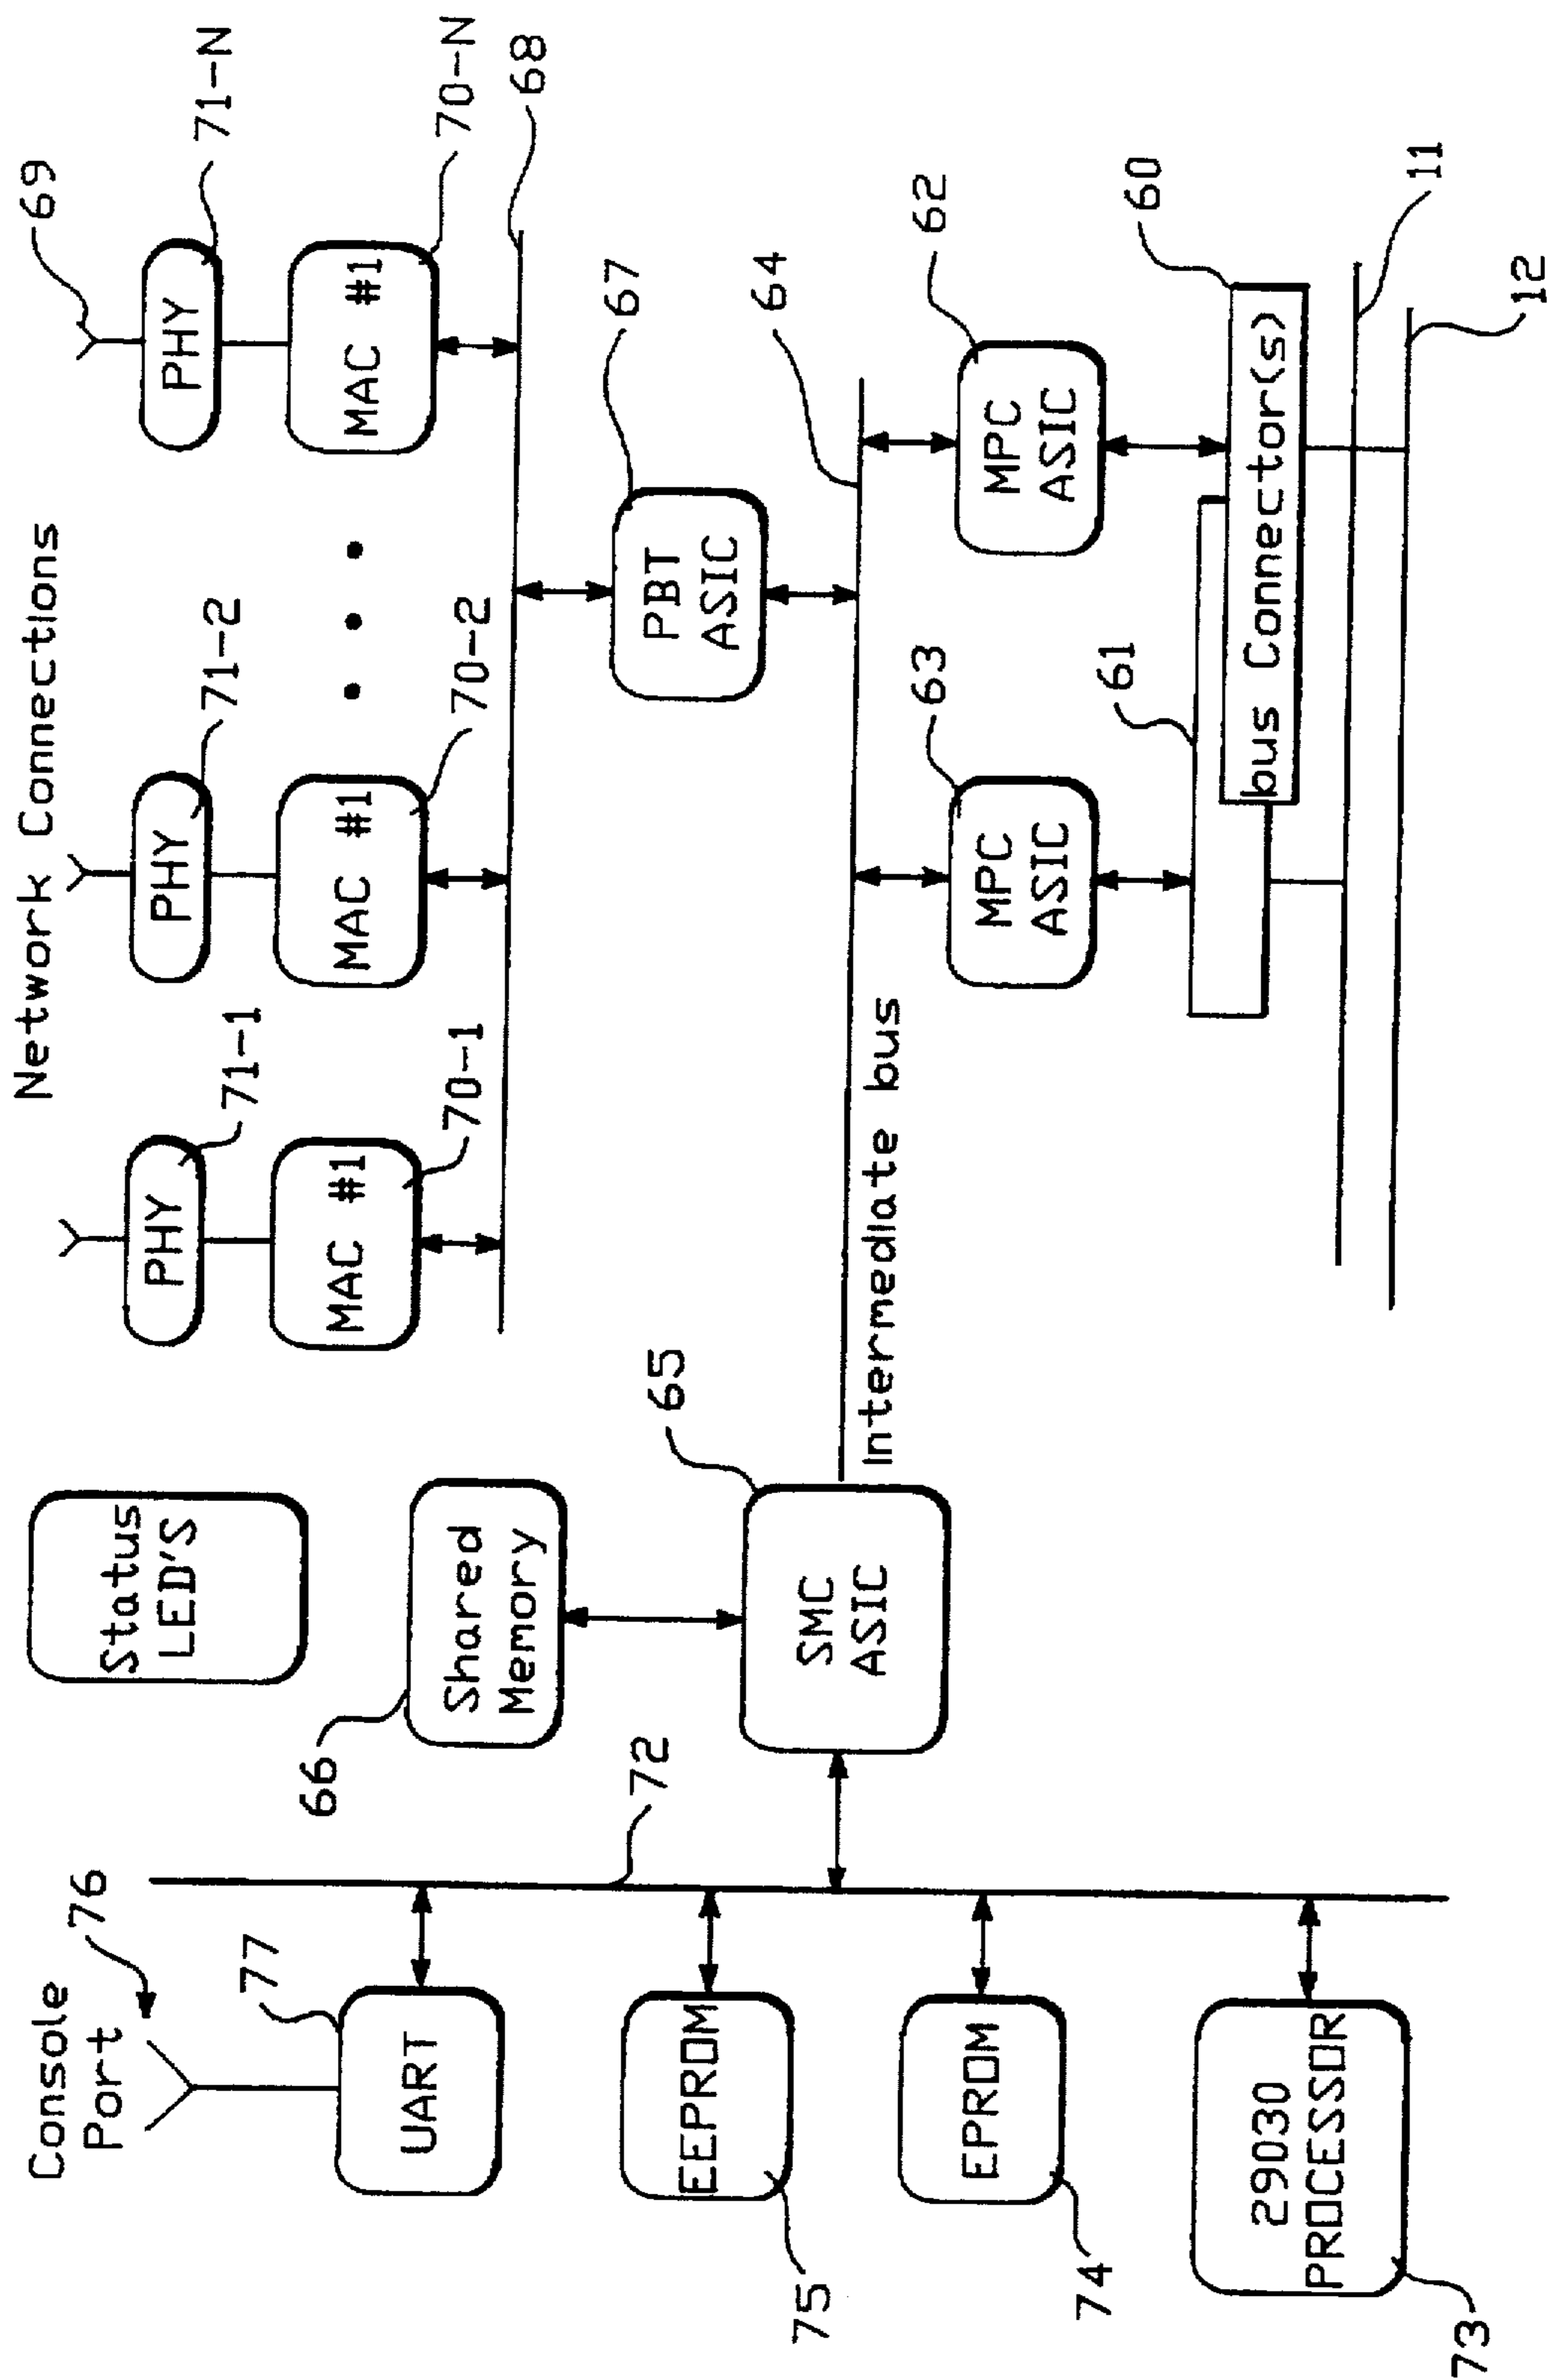 Console
Port
76
77
UART
EEPROM
75
EPROM
74
29030
PROCESSOR
73
72
Status
LED'S
66
Shared
Memory
SMC
ASIC
65
Network Connections
69
PHY
71-1
PHY
71-2
PHY
71-N
MAC #1
70-1
MAC #1
70-2
MAC #1
70-N
68
PBT
ASIC
67
64
Intermediate bus
MPC
ASIC
63
MPC
ASIC
62
61
bus Connector(s)
60
11
12